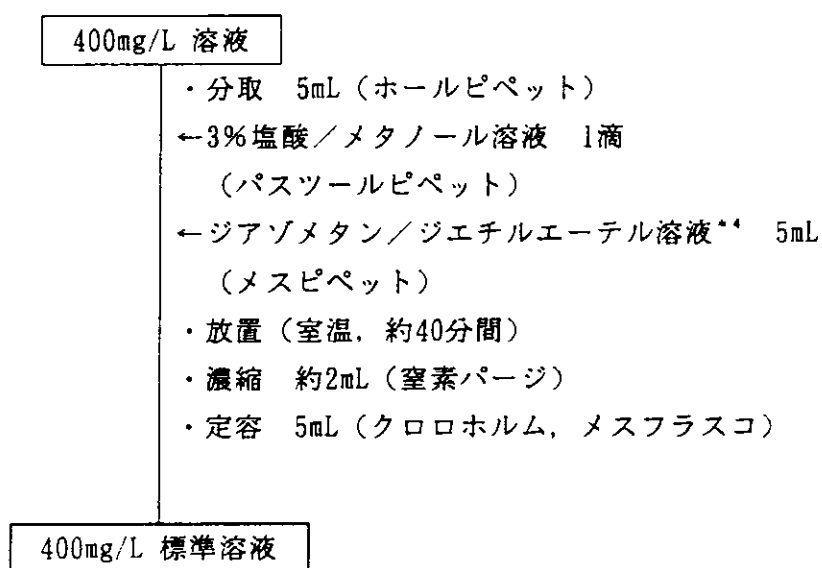 400mg/L 溶液
・分取 5mL（ホールピペット）
←3%塩酸／メタノール溶液 1滴
（パスツールピペット）
←ジアゾメタン／ジエチルエーテル溶液*4 5mL
（メスピペット）
・放置（室温，約40分間）
・濃縮 約2mL（窒素パージ）
・定容 5mL（クロロホルム，メスフラスコ）
400mg/L 標準溶液